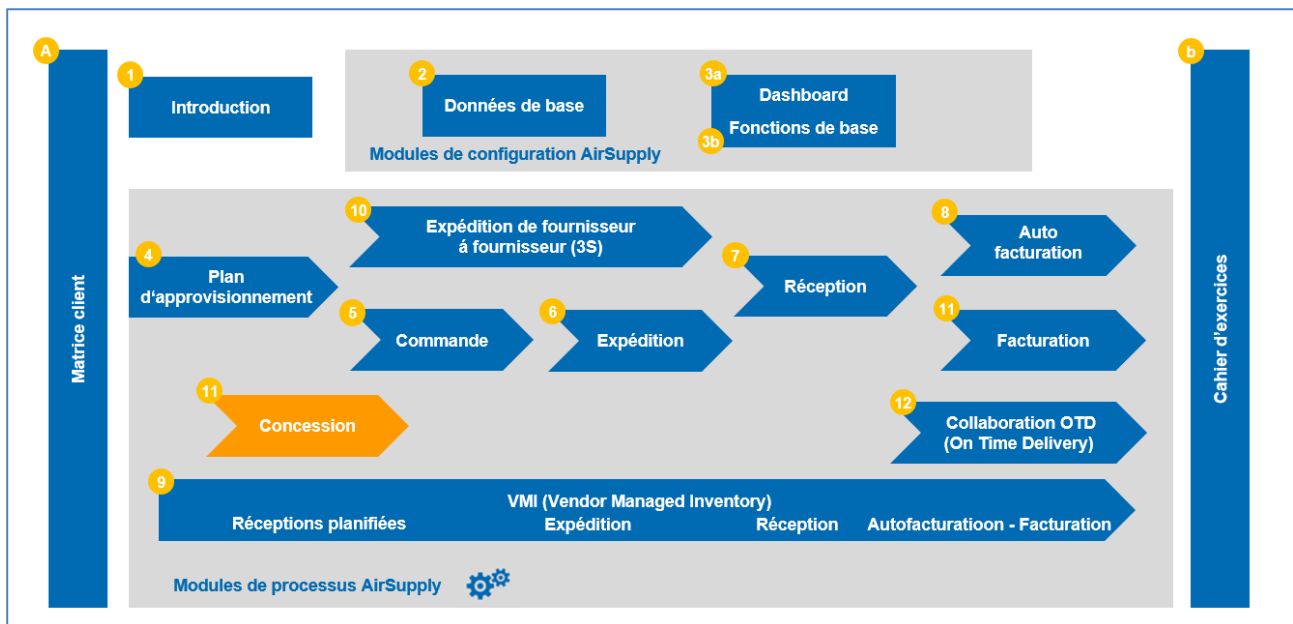 A
Matrice client
1
Introduction
2
Données de base
3a
Dashboard
Fonctions de base
3b
Modules de configuration AirSupply
4
Plan
d'approvisionnement
10
Expédition de fournisseur
á fournisseur (3S)
5
Commande
6
Expédition
7
Réception
8
Auto
facturation
11
Facturation
11
Concession
12
Collaboration OTD
(On Time Delivery)
9
VMI (Vendor Managed Inventory)
Réceptions planifiées Expédition Réception Autofacturatioon - Facturation
Modules de processus AirSupply
b
Cahier d'exercices